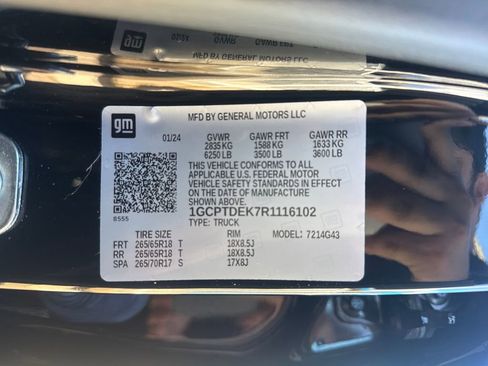 gm
MFD BY GENERAL MOTORS LLC
01/24 GVWR GAWR FRT GAWR RR
2835 KG 1588 KG 1633 KG
6250 LB 3500 LB 3600 LB
THIS VEHICLE CONFORMS TO ALL
APPLICABLE U.S. FEDERAL MOTOR
VEHICLE SAFETY STANDARDS IN EFFECT
ON THE DATE OF MANUFACTURE
SHOWN ABOVE.
1GCPTDEK7R1116102
8555
TYPE: TRUCK
TIRE SIZE RIM MODEL: 7214G43
FRT 265/65R18 T 18X8.5J
RR 265/65R18 T 18X8.5J
SPA 265/70R17 S 17X8J